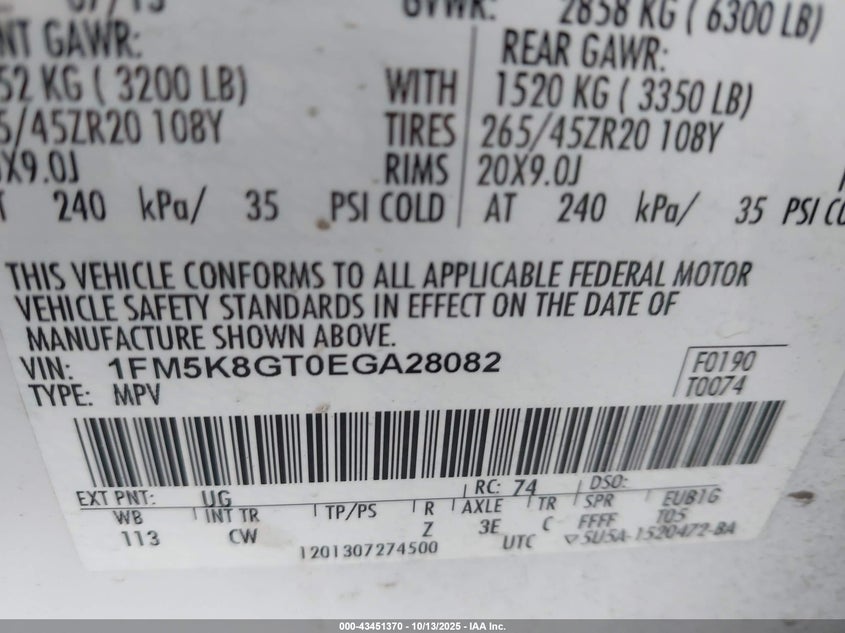 07/13 GVWR: 2858 KG ( 6300 LB)
NT GAWR: REAR GAWR:
52 KG ( 3200 LB) WITH 1520 KG ( 3350 LB)
5/45ZR20 108Y TIRES 265/45ZR20 108Y
0X9.0J RIMS 20X9.0J
T 240 kPa/ 35 PSI COLD AT 240 kPa/ 35 PSI CO
THIS VEHICLE CONFORMS TO ALL APPLICABLE FEDERAL MOTOR
VEHICLE SAFETY STANDARDS IN EFFECT ON THE DATE OF
MANUFACTURE SHOWN ABOVE.
VIN: 1FM5K8GT0EGA28082 F0190
TYPE: MPV T0074
EXT PNT: UG RC: 74 DSO:
WB INT TR TP/PS R AXLE TR SPR EUB1G
113 CW Z 3E C FFFF T05
1201307274500 UTC ▽5U5A-1520472-BA
000-43451370 | 10/13/2025 - IAA Inc.